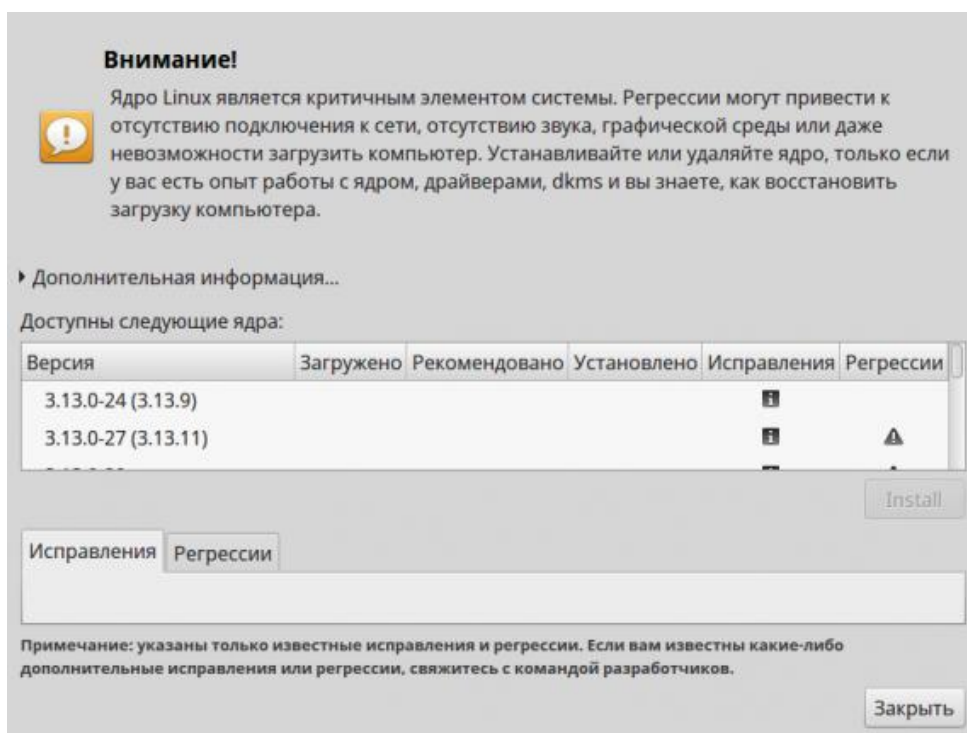 Внимание!
Ядро Linux является критичным элементом системы. Регрессии могут привести к
отсутствию подключения к сети, отсутствию звука, графической среды или даже
невозможности загрузить компьютер. Устанавливайте или удаляйте ядро, только если
у вас есть опыт работы с ядром, драйверами, dkms и вы знаете, как восстановить
загрузку компьютера.
Дополнительная информация...
Доступны следующие ядра:
Версия Загружено Рекомендовано Установлено Исправления Регрессии
3.13.0-24 (3.13.9)
3.13.0-27 (3.13.11)
Install
Исправления Регрессии
Примечание: указаны только известные исправления и регрессии. Если вам известны какие-либо
дополнительные исправления или регрессии, свяжитесь с командой разработчиков.
Закрыть